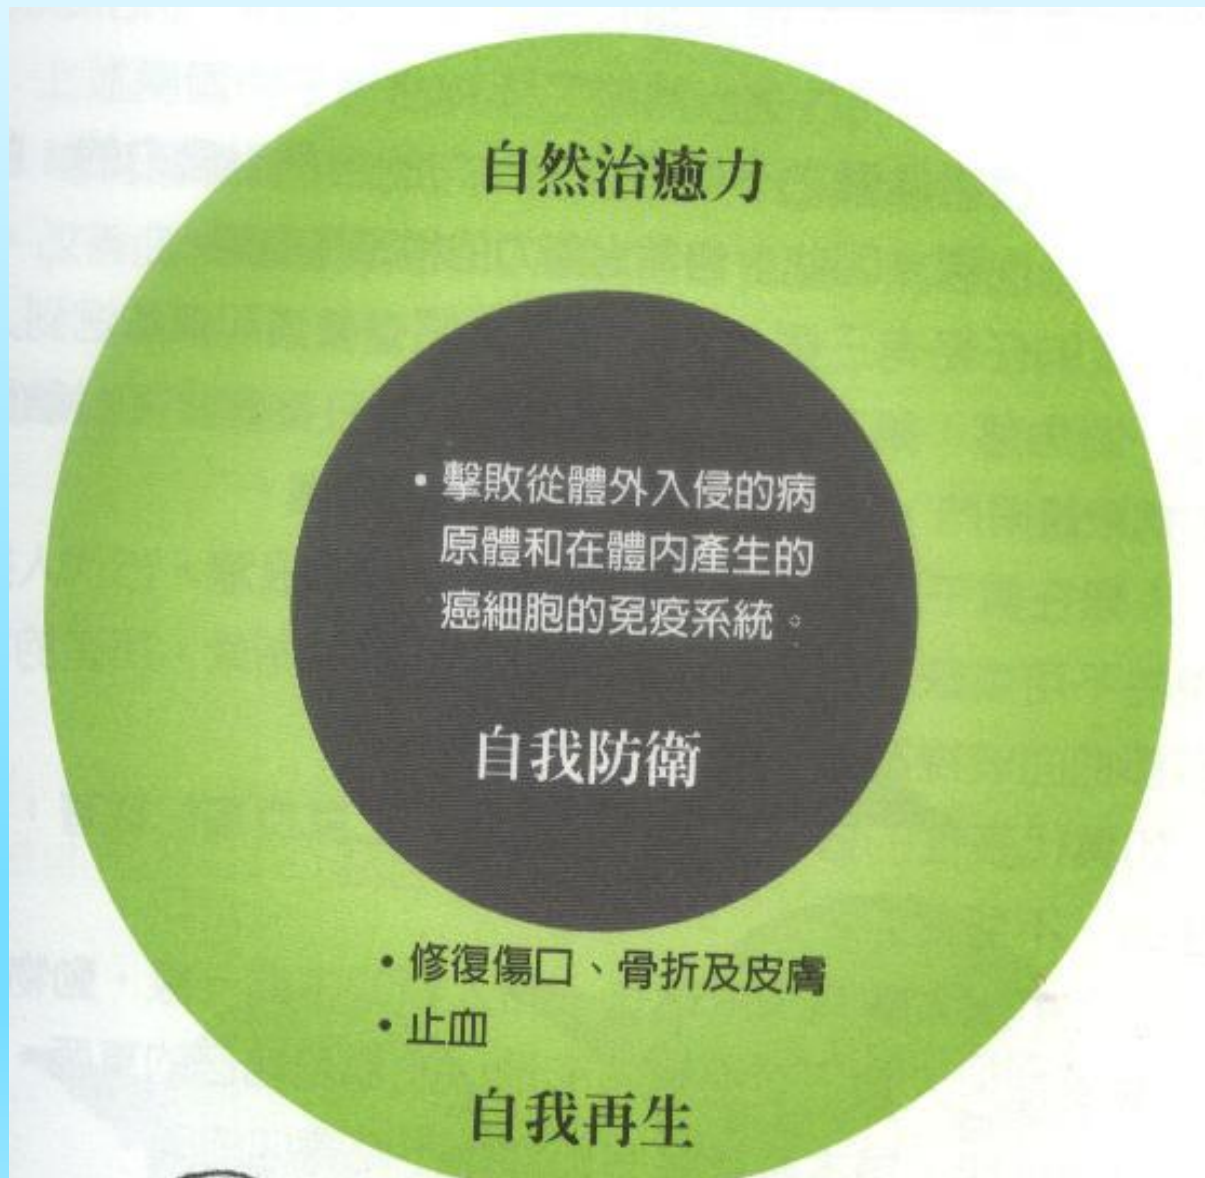 自然治癒力
•擊敗從體外入侵的病
原體和在體內產生的
癌細胞的免疫系統。
自我防衛
•修復傷口、骨折及皮膚
•止血
自我再生